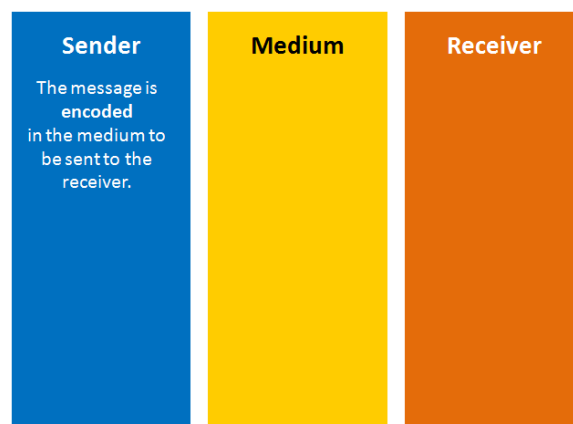 Sender
Medium
Receiver
The message is
encoded
in the medium to
be sent to the
receiver.